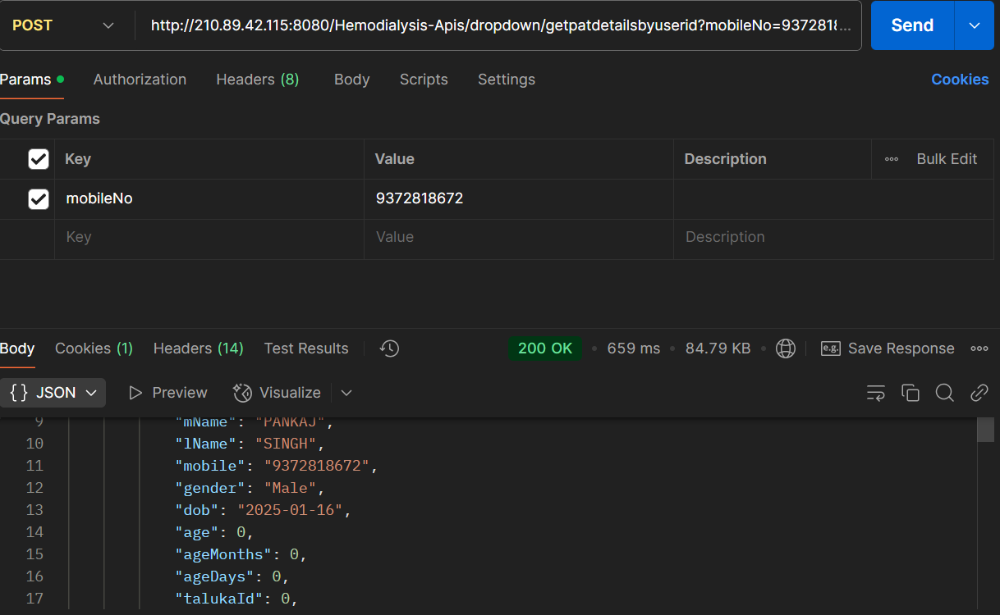 POST http://210.89.42.115:8080/Hemodialysis-Apis/dropdown/getpatdetailsbyuserid?mobileNo=9372818... Send
Params Authorization Headers (8) Body Scripts Settings Cookies
Query Params
Key Value Description Bulk Edit
mobileNo 9372818672
Key Value Description
Body Cookies (1) Headers (14) Test Results 200 OK 659 ms 84.79 KB e.g. Save Response
{} JSON Preview Visualize
9 "mName": "PANKAJ",
10 "lName": "SINGH",
11 "mobile": "9372818672",
12 "gender": "Male",
13 "dob": "2025-01-16",
14 "age": 0,
15 "ageMonths": 0,
16 "ageDays": 0,
17 "talukaId": 0,